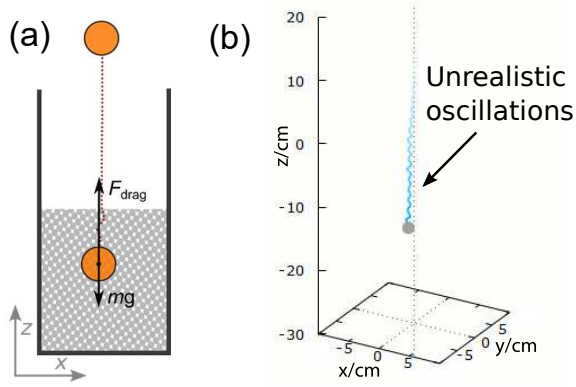 (a)
F_drag
mg
z
x
(b)
20
10
0
-10
-20
-30
z/cm
Unrealistic
oscillations
-5
0
5
x/cm
-5
0
5
y/cm